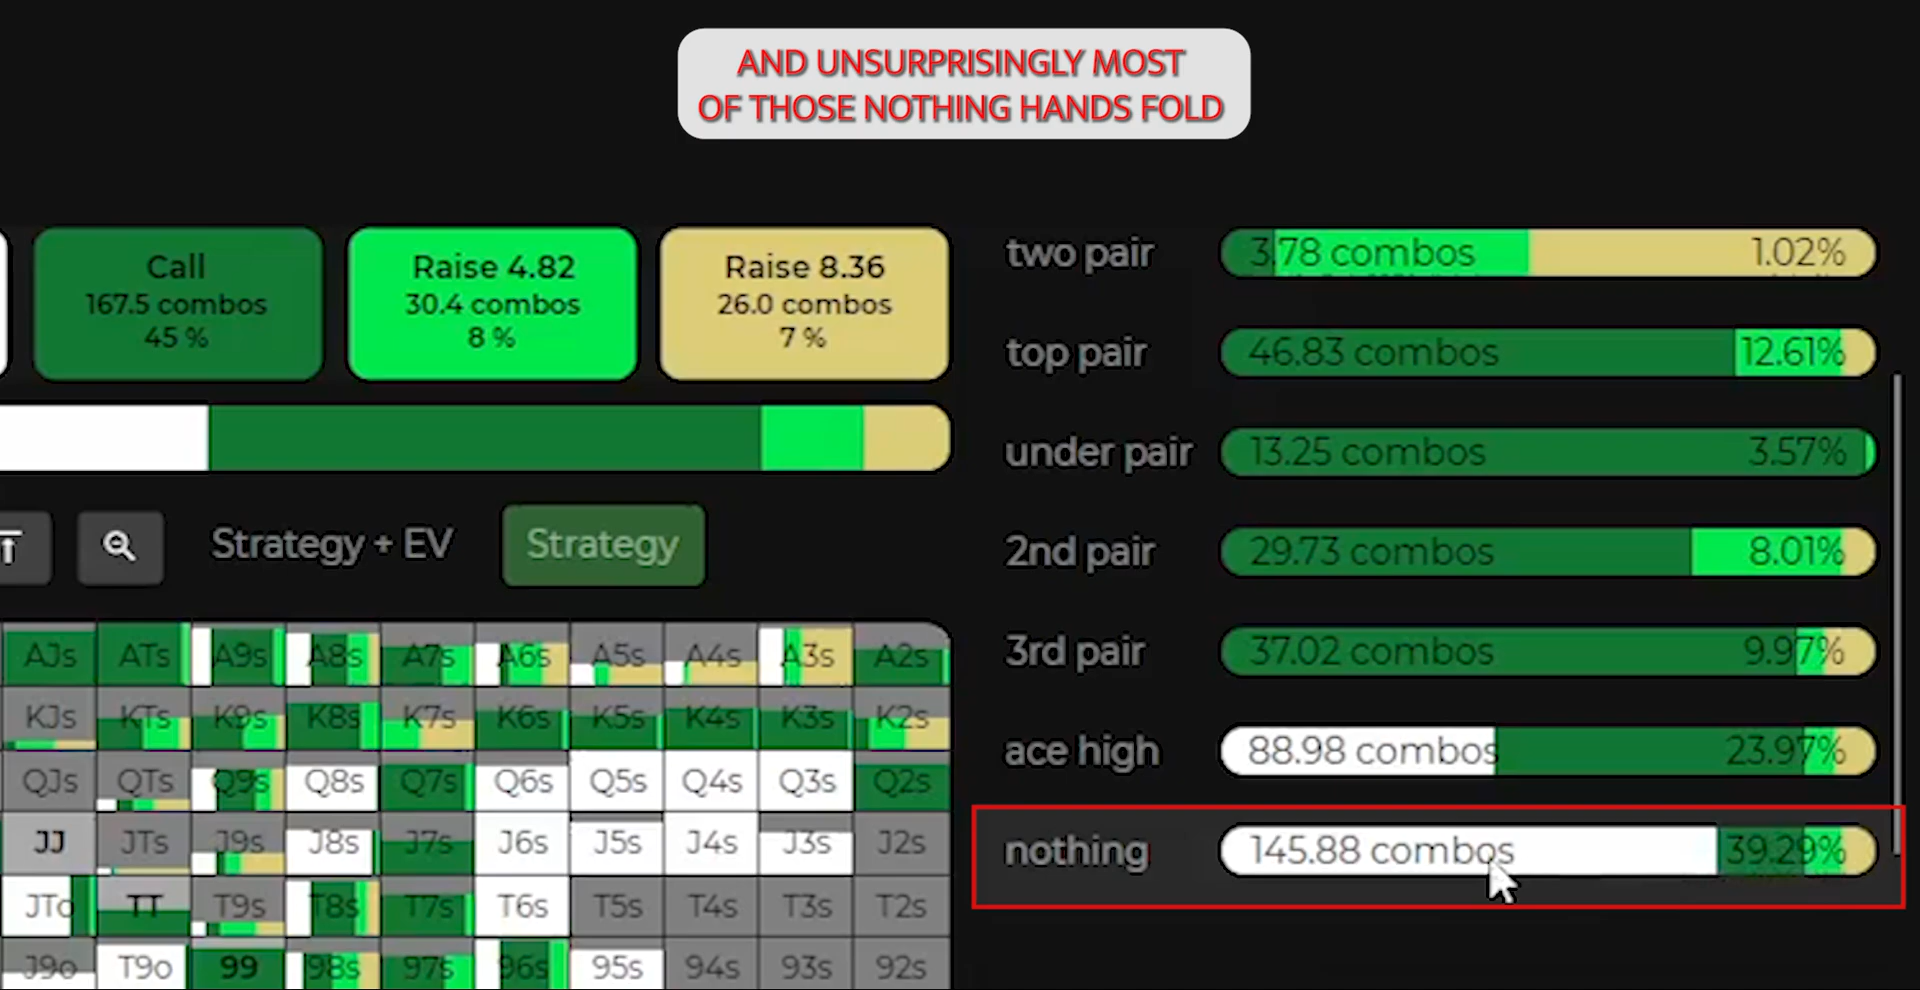 AND UNSURPRISINGLY MOST
OF THOSE NOTHING HANDS FOLD
Call
167.5 combos
45 %
Raise 4.82
30.4 combos
8 %
Raise 8.36
26.0 combos
7 %
Strategy + EV
Strategy
AJs ATs A9s A8s A7s A6s A5s A4s A3s A2s
KJs KTs K9s K8s K7s K6s K5s K4s K3s K2s
QJs QTs Q9s Q8s Q7s Q6s Q5s Q4s Q3s Q2s
JJ JTs J9s J8s J7s J6s J5s J4s J3s J2s
JTo TT T9s T8s T7s T6s T5s T4s T3s T2s
J9o T9o 99 98s 97s 96s 95s 94s 93s 92s
two pair 3.78 combos 1.02%
top pair 46.83 combos 12.61%
under pair 13.25 combos 3.57%
2nd pair 29.73 combos 8.01%
3rd pair 37.02 combos 9.97%
ace high 88.98 combos 23.97%
nothing 145.88 combos 39.29%